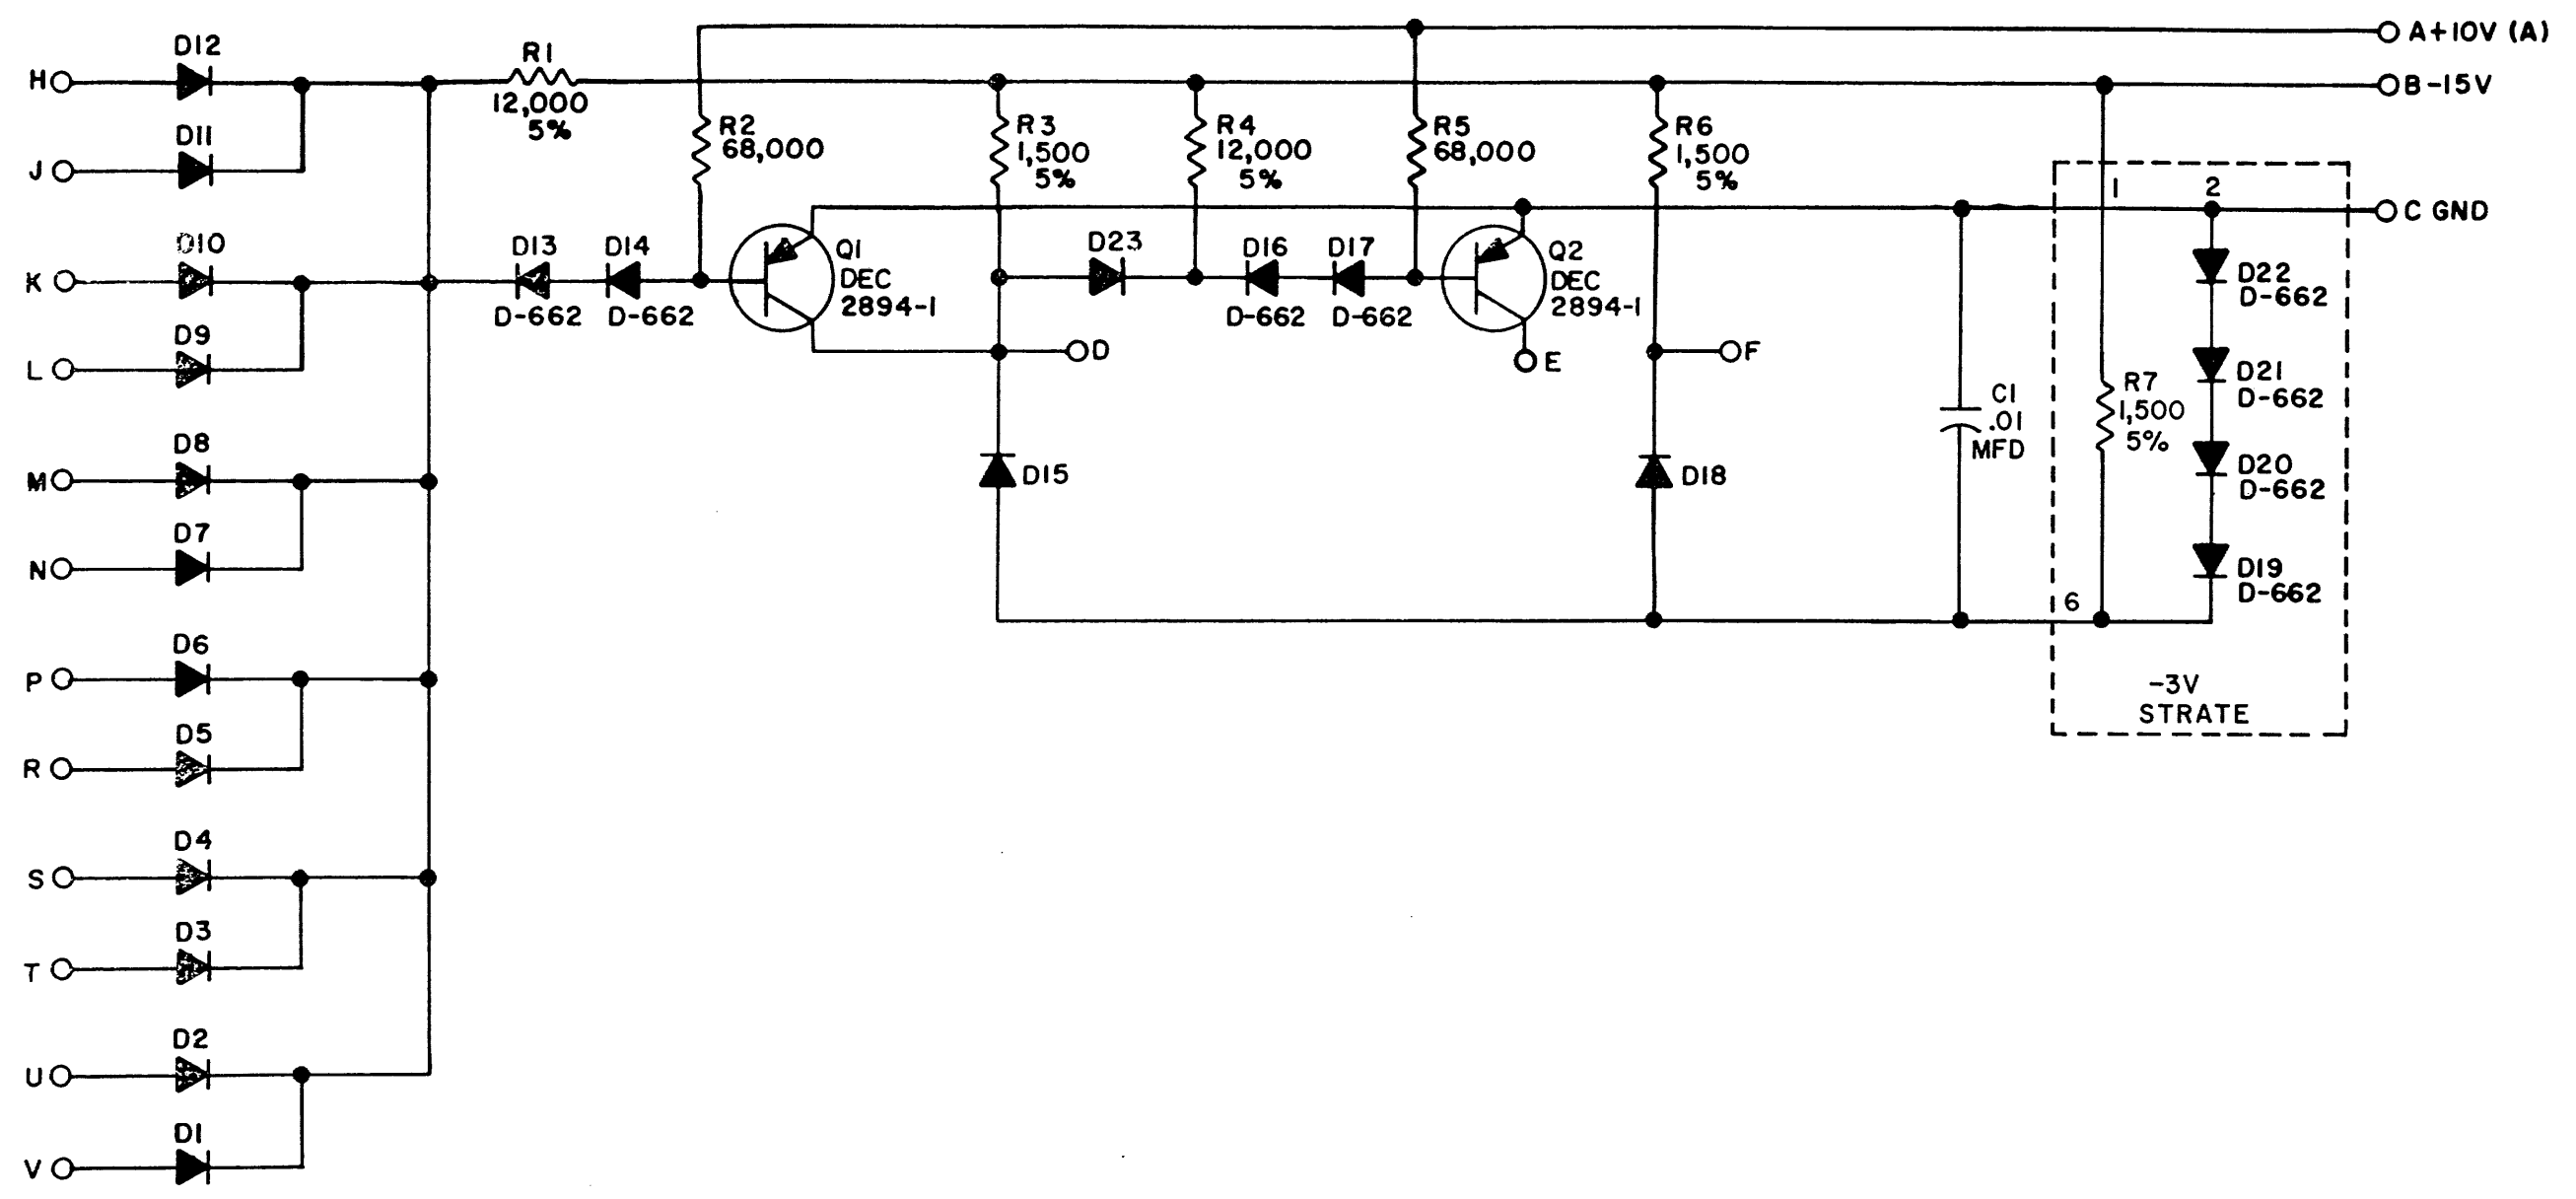 D12
H
R1
12,000
5%
A+10V (A)
B-15V
D11
J
R2
68,000
R3
1,500
5%
R4
12,000
5%
R5
68,000
R6
1,500
5%
1
2
C GND
D10
K
D13
D-662
D14
D-662
Q1
DEC
2894-1
D23
D16
D-662
D17
D-662
Q2
DEC
2894-1
D22
D-662
D9
L
D
E
F
D21
D-662
R7
1,500
5%
C1
.01
MFD
D8
M
D15
D18
D20
D-662
D7
N
D19
D-662
6
D6
P
-3V
STRATE
D5
R
D4
S
D3
T
D2
U
D1
V